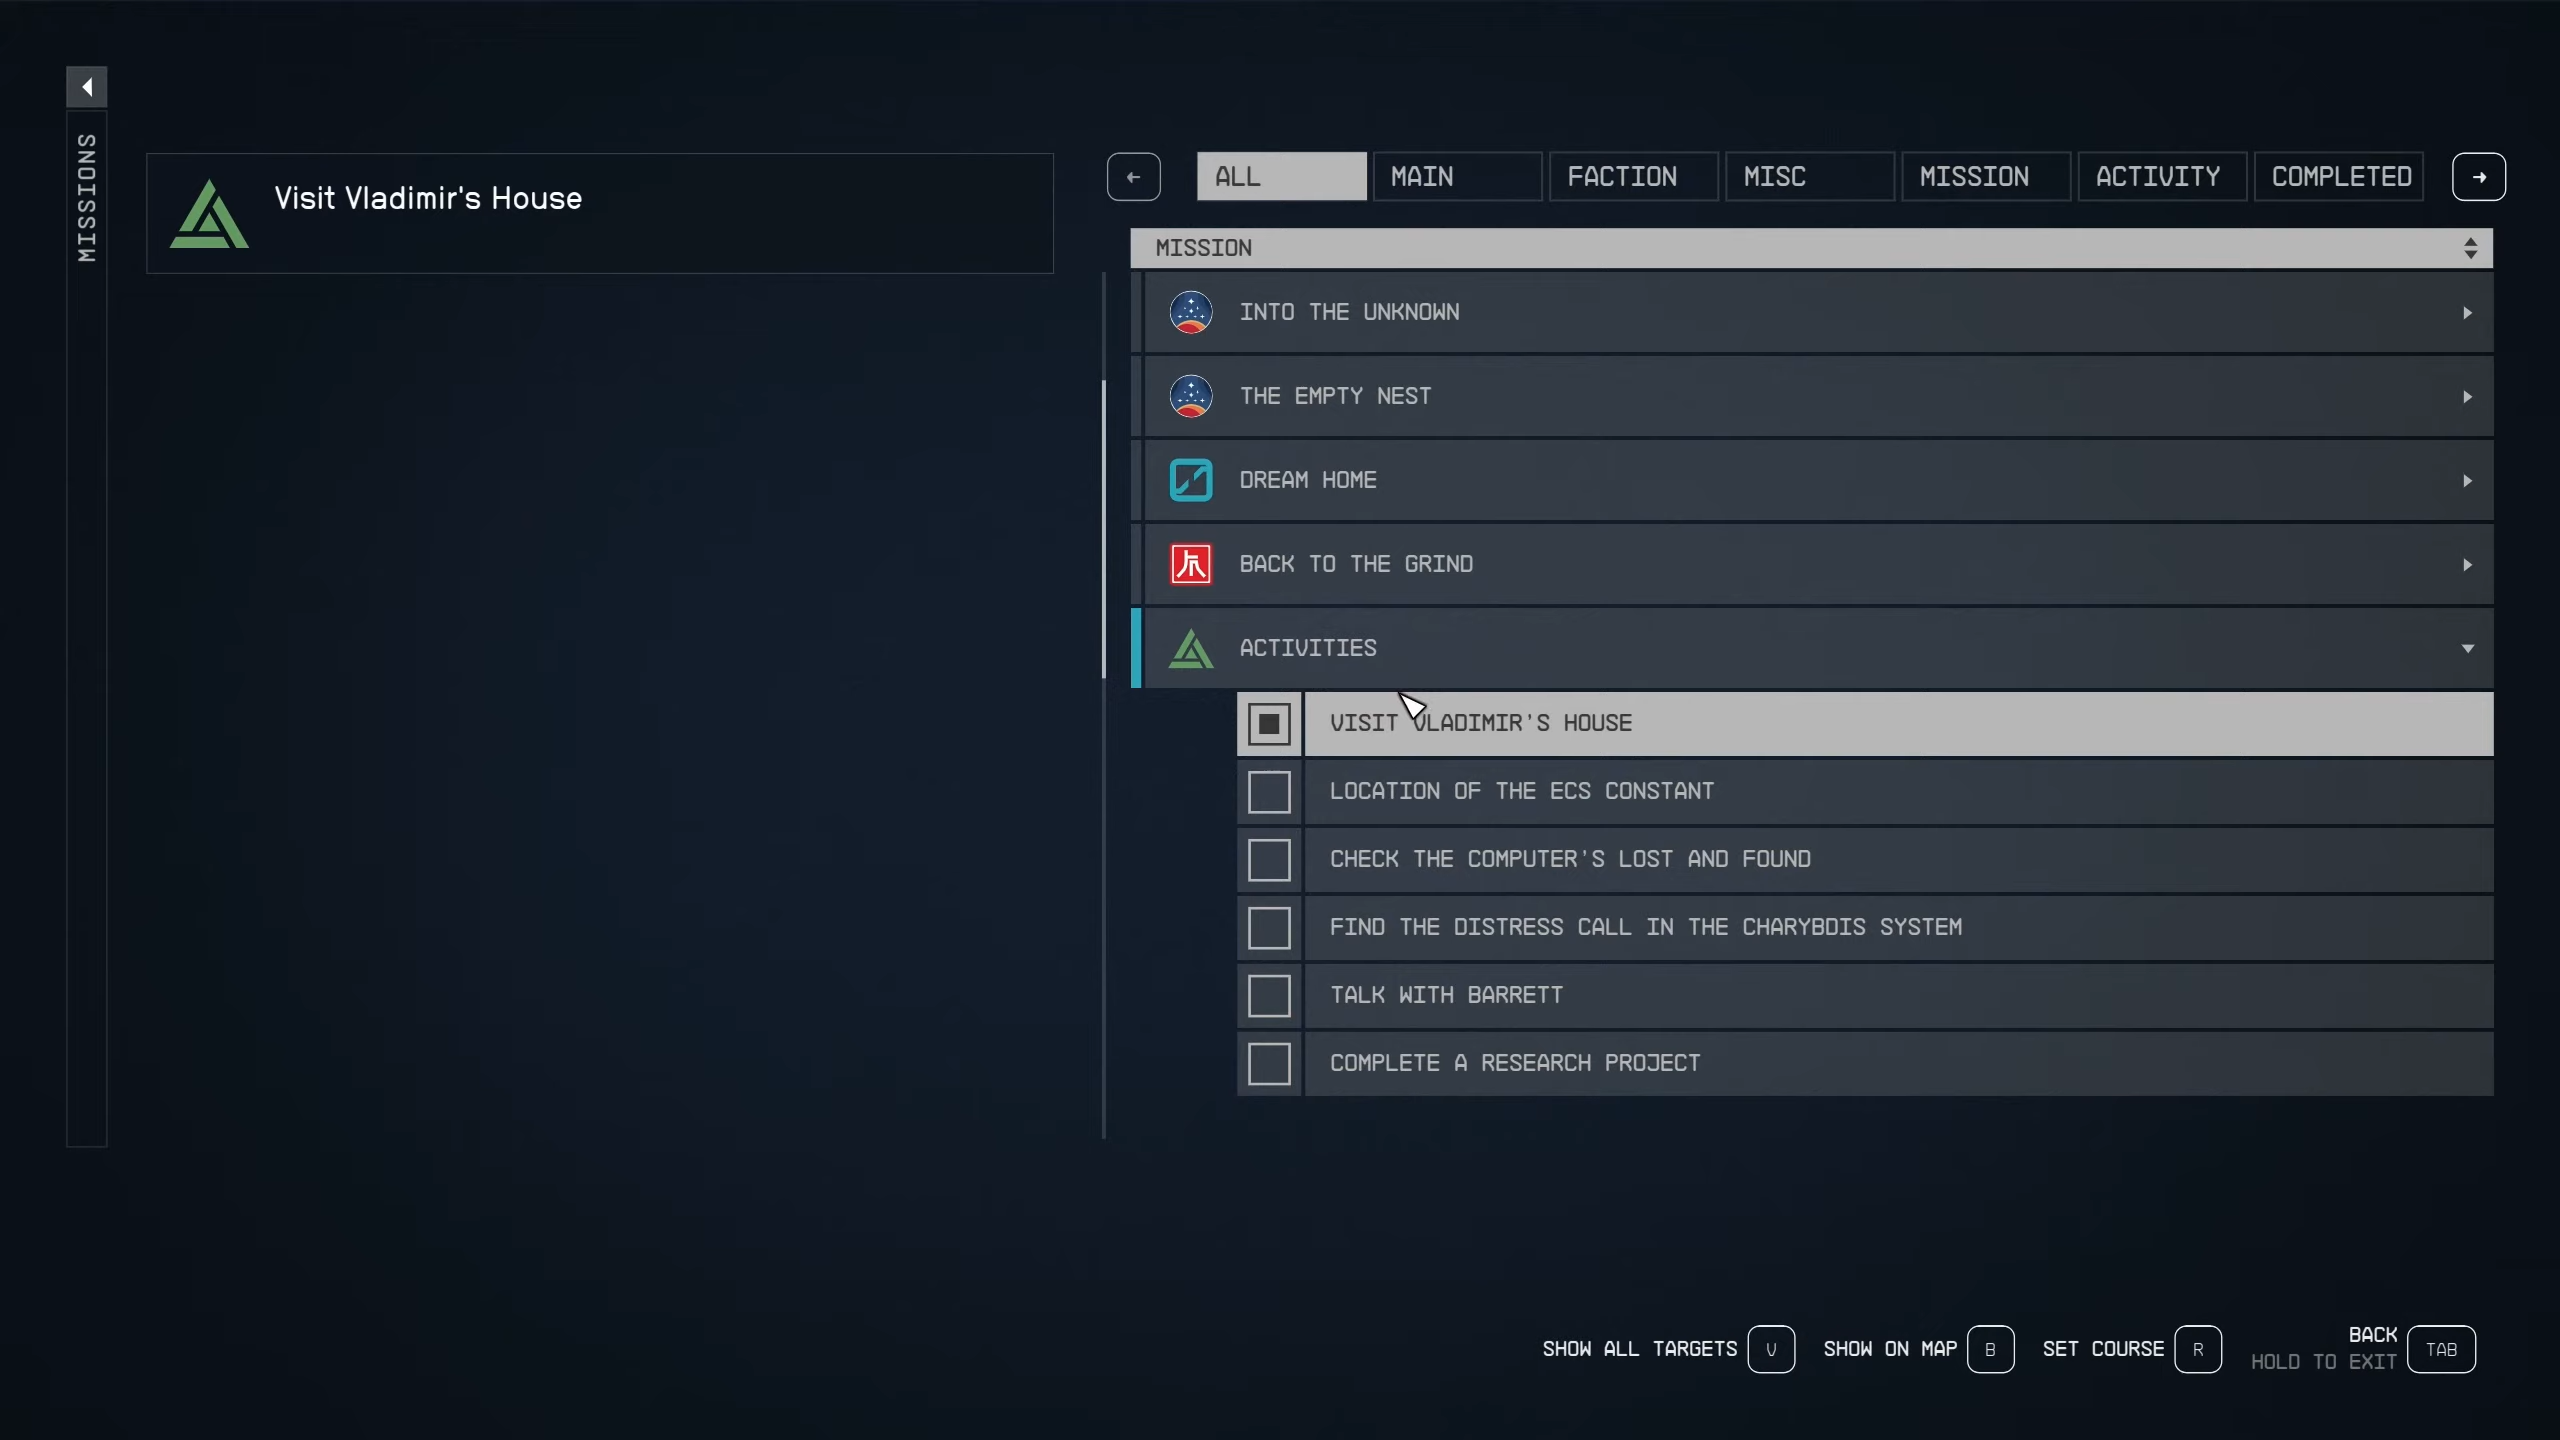 MISSIONS
Visit Vladimir's House
ALL MAIN FACTION MISC MISSION ACTIVITY COMPLETED
MISSION
INTO THE UNKNOWN
THE EMPTY NEST
DREAM HOME
BACK TO THE GRIND
ACTIVITIES
VISIT VLADIMIR'S HOUSE
LOCATION OF THE ECS CONSTANT
CHECK THE COMPUTER'S LOST AND FOUND
FIND THE DISTRESS CALL IN THE CHARYBDIS SYSTEM
TALK WITH BARRETT
COMPLETE A RESEARCH PROJECT
SHOW ALL TARGETS V SHOW ON MAP B SET COURSE R BACK TAB
HOLD TO EXIT